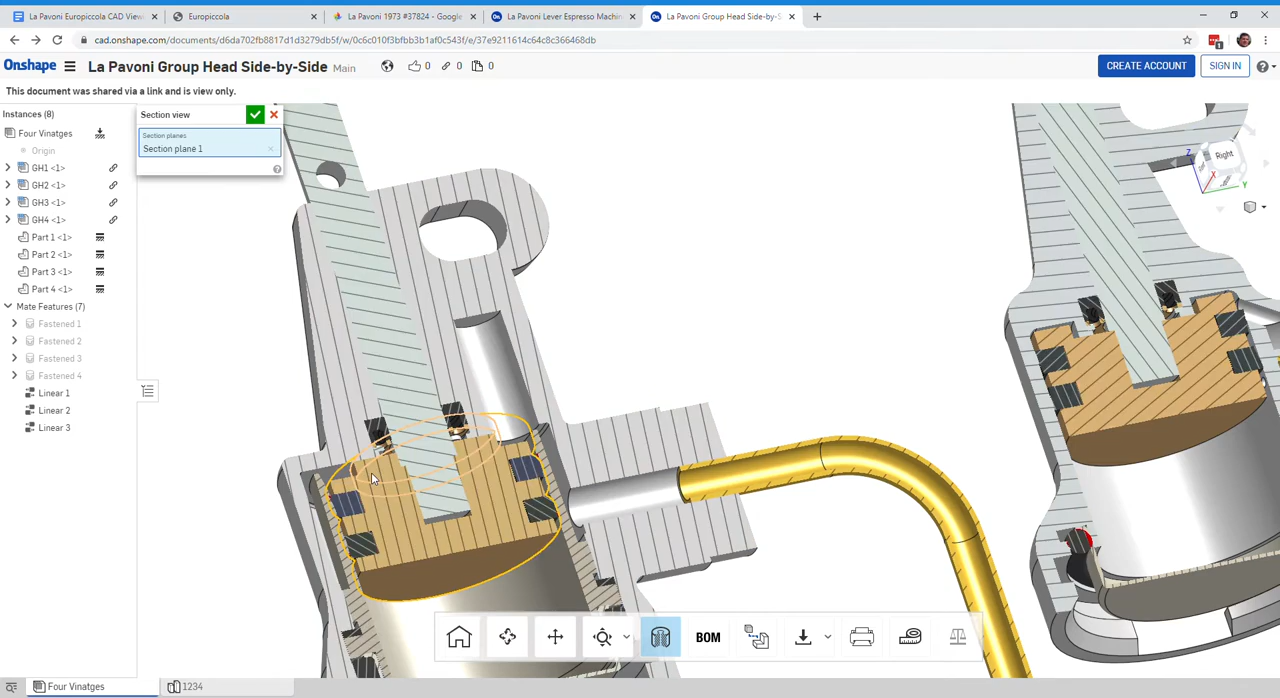 La Pavoni Europiccola CAD View
Europiccola
La Pavoni 1973 #37824 - Google
La Pavoni Lever Espresso Machin
La Pavoni Group Head Side-by-S
cad.onshape.com/documents/d6da702fb8817d1d3279db5f/w/0c6c010f3bfbb3b1af0c543f/e/37e9211614c64c8c366468db
1
Onshape
La Pavoni Group Head Side-by-Side
Main
0
0
0
CREATE ACCOUNT
SIGN IN
This document was shared via a link and is view only.
Instances (8)
Four Vinatges
Origin
GH1 <1>
GH2 <1>
GH3 <1>
GH4 <1>
Part 1 <1>
Part 2 <1>
Part 3 <1>
Part 4 <1>
Mate Features (7)
Fastened 1
Fastened 2
Fastened 3
Fastened 4
Linear 1
Linear 2
Linear 3
Section view
Section planes
Section plane 1
Z
Right
X
Y
BOM
Four Vinatges
1234